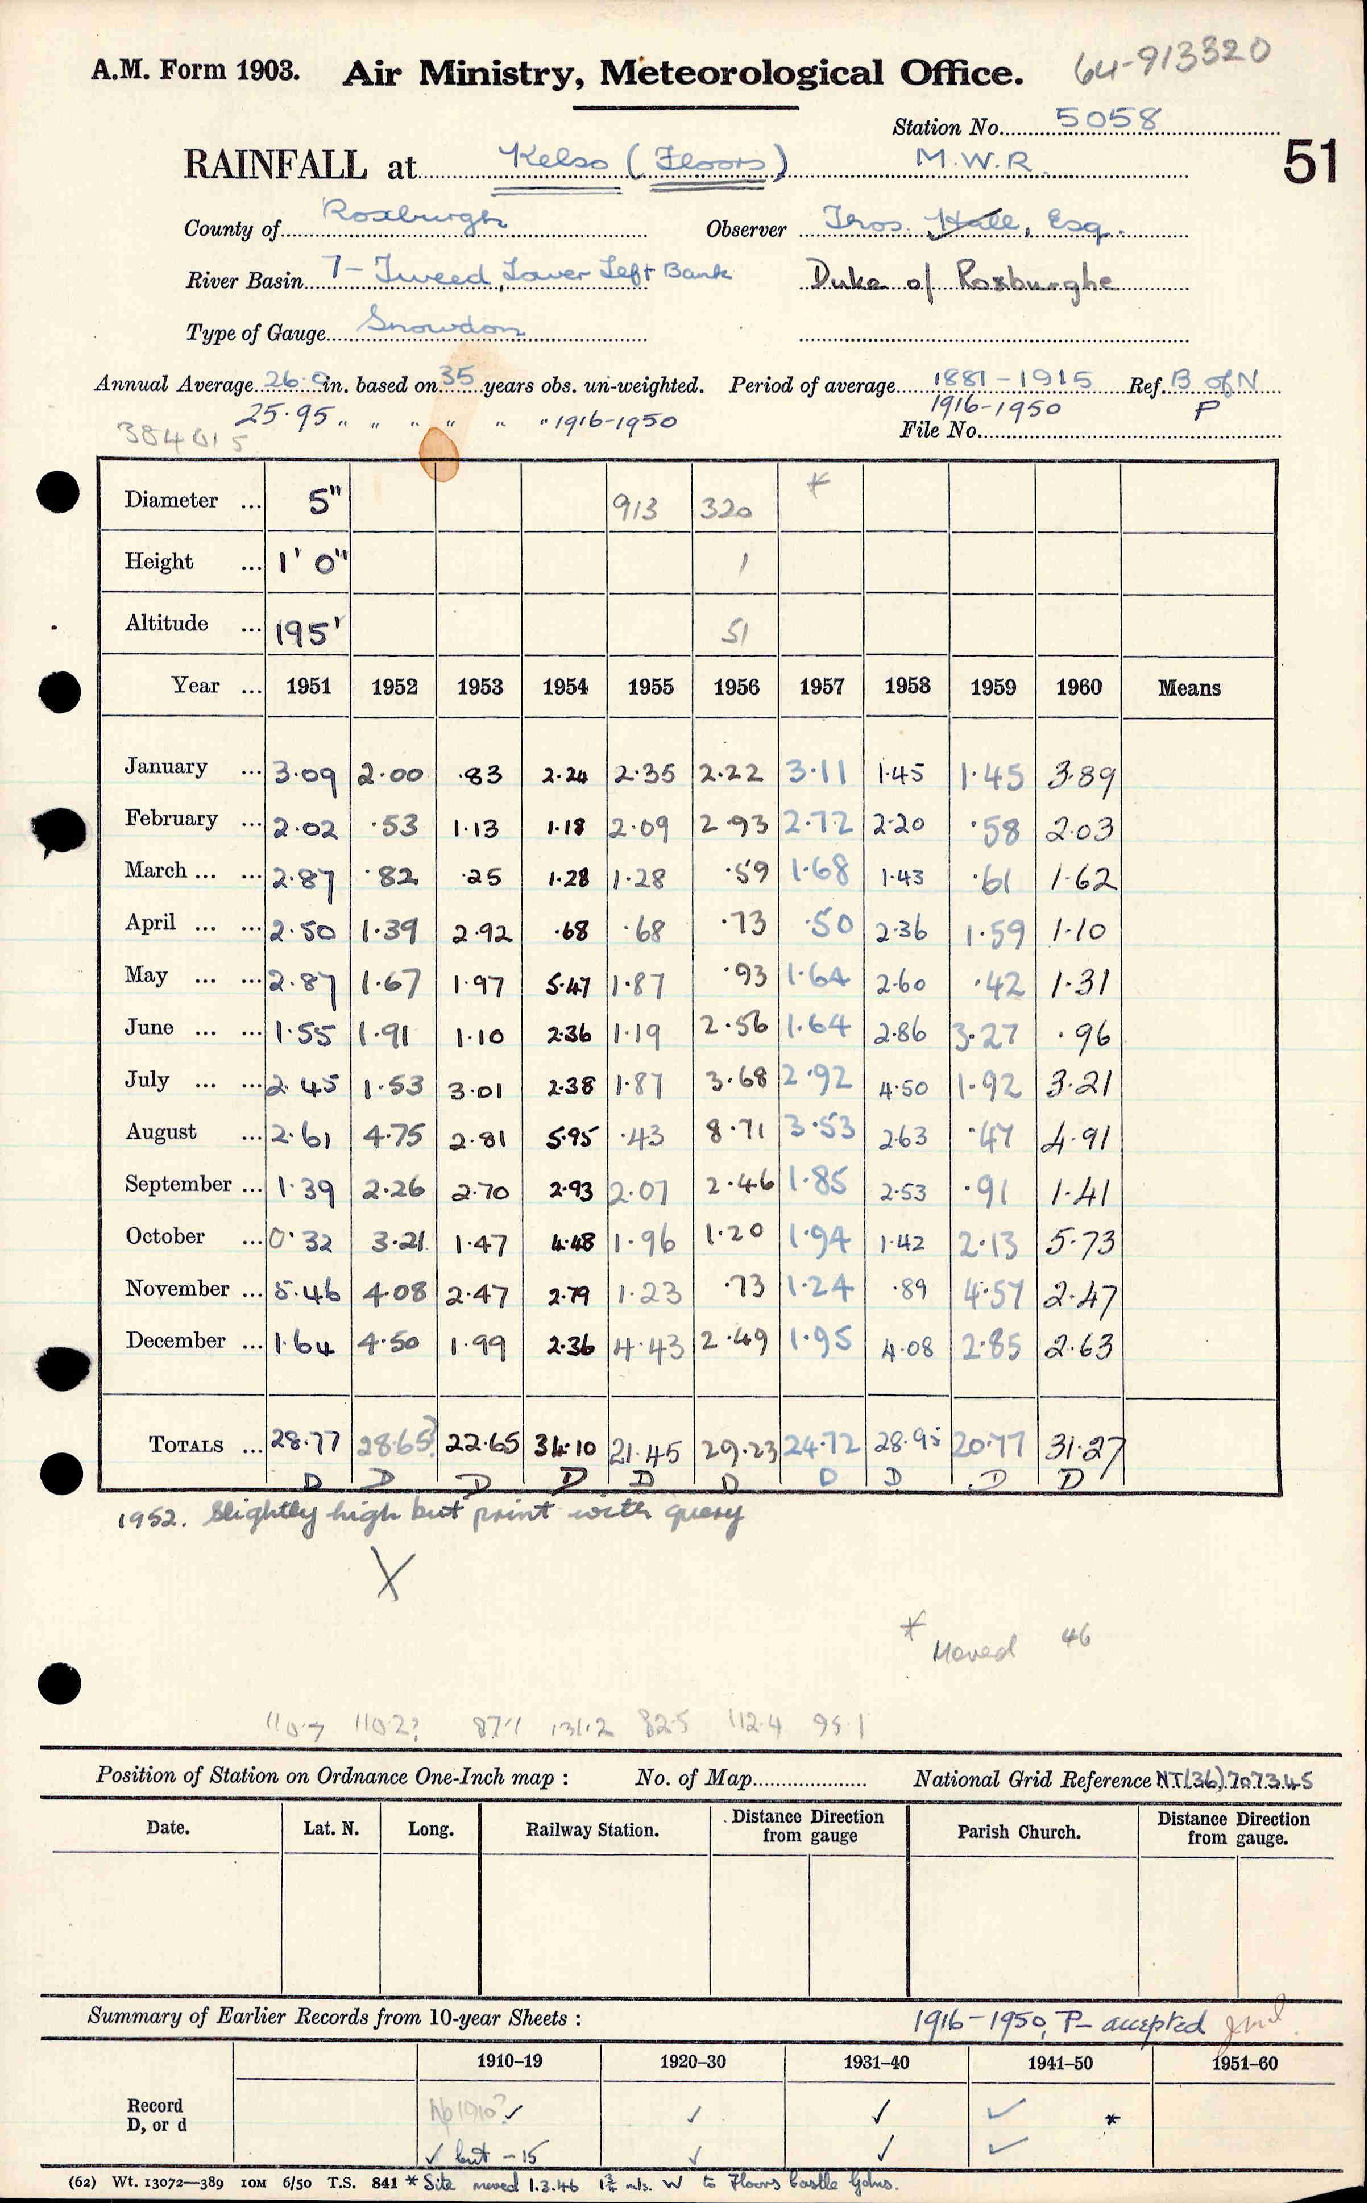 A.M. Form 1903. Air Ministry, Meteorological Office. 64-913320
Station No. 5058
RAINFALL at Kelso (Floors) M.W.R. 51
County of Roxburgh Observer Thos. Hall, Esq.
River Basin 7- Tweed, Lower Left Bank Duke of Roxburghe
Type of Gauge Snowdon
Annual Average 26.0 in. based on 35 years obs. un-weighted. Period of average 1881-1915 Ref. B of N
25.95 " " " " " " 1916-1950 1916-1950 P
384015 File No.
Diameter ... 5" 913 320 *
Height ... 1' 0" 1
Altitude ... 195' 51
Year ... 1951 1952 1953 1954 1955 1956 1957 1958 1959 1960 Means
January ... 3.09 2.00 .83 2.24 2.35 2.22 3.11 1.45 1.45 3.89
February ... 2.02 .53 1.13 1.18 2.09 2.93 2.72 2.20 .58 2.03
March ... ... 2.87 .82 .25 1.28 1.28 .59 1.68 1.43 .61 1.62
April ... ... 2.50 1.39 2.92 .68 .68 .73 .50 2.36 1.59 1.10
May ... ... 2.87 1.67 1.97 5.47 1.87 .93 1.64 2.60 .42 1.31
June ... ... 1.55 1.91 1.10 2.36 1.19 2.56 1.64 2.86 3.27 .96
July ... ... 2.45 1.53 3.01 2.38 1.87 3.68 2.92 4.50 1.92 3.21
August ... 2.61 4.75 2.81 5.95 .43 8.71 3.53 2.63 .47 4.91
September ... 1.39 2.26 2.70 2.93 2.07 2.46 1.85 2.53 .91 1.41
October ... 0.32 3.21 1.47 4.48 1.96 1.20 1.94 1.42 2.13 5.73
November ... 5.46 4.08 2.47 2.79 1.23 .73 1.24 .89 4.57 2.47
December ... 1.64 4.50 1.99 2.36 4.43 2.49 1.95 4.08 2.85 2.63
TOTALS ... 28.77 28.65? 22.65 34.10 21.45 29.23 24.72 28.95 20.77 31.27
D D D D D D D D D D
1952. Slightly high but print with query
X
* Moved 46
110.7 110.2? 87.1 131.2 82.5 112.4 95.1
Position of Station on Ordnance One-Inch map : No. of Map National Grid Reference NT(36)707345
Date. Lat. N. Long. Railway Station. Distance Direction from gauge Parish Church. Distance Direction from gauge.
Summary of Earlier Records from 10-year Sheets : 1916-1950, P- accepted
1910-19 1920-30 1931-40 1941-50 1951-60
Record D, or d No 1910? ✓ ✓ ✓ ✓ *
✓ but -15 ✓ ✓ ✓
(62) Wt. 13072—389 10M 6/50 T.S. 841 * Site moved 1.3.46 1¾ mls. W to Floors Castle Gdns.